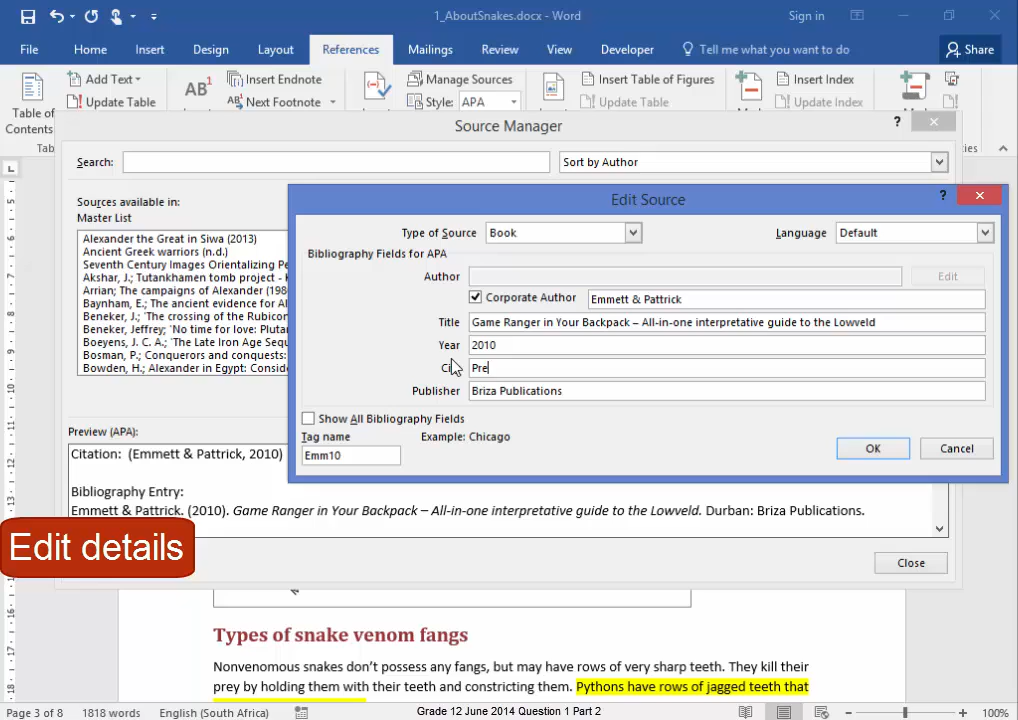 1_AboutSnakes.docx - Word
Sign in
File Home Insert Design Layout References Mailings Review View Developer Tell me what you want to do Share
Add Text
Update Table
Table of
Contents
AB¹
Insert Endnote
AB Next Footnote
Manage Sources
Style: APA
Insert Table of Figures
Update Table
Insert Index
Update Index
Source Manager
?
Search:
Sort by Author
Sources available in:
Master List
Alexander the Great in Siwa (2013)
Ancient Greek warriors (n.d.)
Seventh Century Images Orientalizing Pe
Akshar, J.; Tutankhamen tomb project -
Arrian; The campaigns of Alexander (198
Baynham, E.; The ancient evidence for Al
Beneker, J.; 'The crossing of the Rubicon
Beneker, Jeffrey; 'No time for love: Plutar
Boeyens, J. C. A.; 'The Late Iron Age Seq
Bosman, P.; Conquerors and conquests:
Bowden, H.; Alexander in Egypt: Conside
Edit Source
?
Type of Source Book
Language Default
Bibliography Fields for APA
Author
Edit
Corporate Author Emmett & Pattrick
Title Game Ranger in Your Backpack – All-in-one interpretative guide to the Lowveld
Year 2010
Ci Pre
Publisher Briza Publications
Show All Bibliography Fields
Tag name Example: Chicago
Emm10
OK Cancel
Preview (APA):
Citation: (Emmett & Pattrick, 2010)
Bibliography Entry:
Emmett & Pattrick. (2010). Game Ranger in Your Backpack – All-in-one interpretative guide to the Lowveld. Durban: Briza Publications.
Edit details
Close
Types of snake venom fangs
Nonvenomous snakes don't possess any fangs, but may have rows of very sharp teeth. They kill their
prey by holding them with their teeth and constricting them. Pythons have rows of jagged teeth that
Page 3 of 8 1818 words English (South Africa) Grade 12 June 2014 Question 1 Part 2 100%